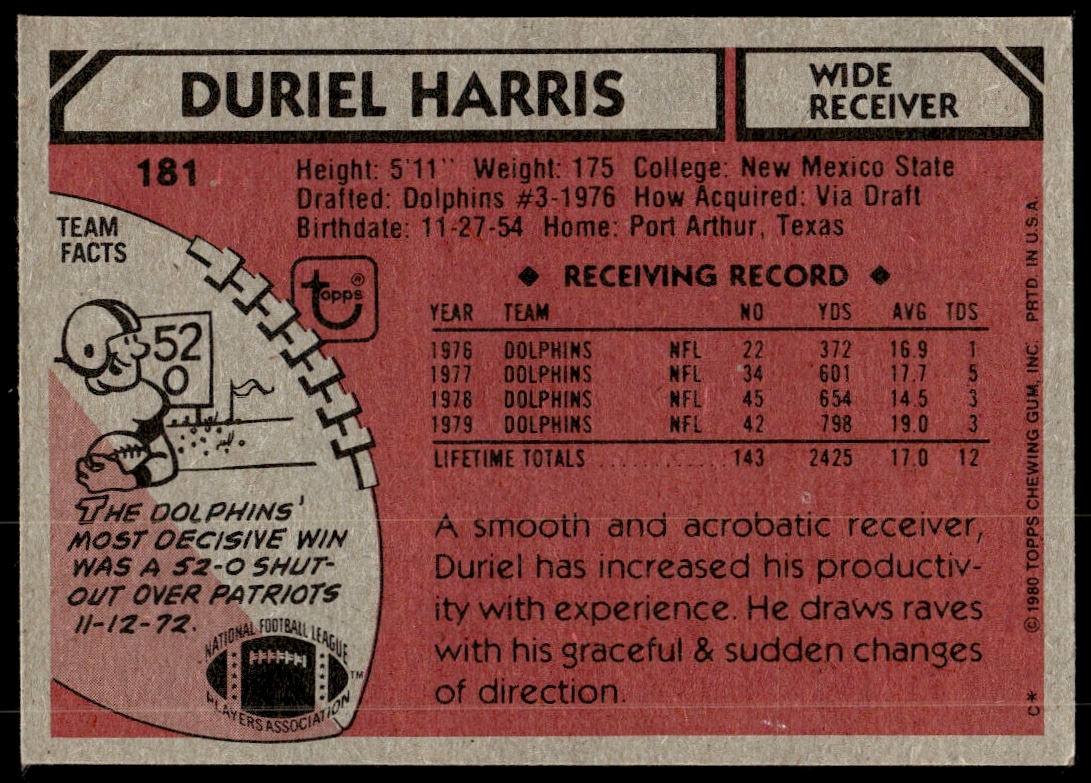 DURIEL HARRIS
WIDE
RECEIVER
181
Height: 5'11" Weight: 175 College: New Mexico State
Drafted: Dolphins #3-1976 How Acquired: Via Draft
Birthdate: 11-27-54 Home: Port Arthur, Texas
TEAM
FACTS
topps®
52
0
THE DOLPHINS'
MOST DECISIVE WIN
WAS A 52-0 SHUT-
OUT OVER PATRIOTS
11-12-72.
NATIONAL FOOTBALL LEAGUE
PLAYERS ASSOCIATION
TM
◆ RECEIVING RECORD ◆
YEAR TEAM NO YDS AVG TDS
1976 DOLPHINS NFL 22 372 16.9 1
1977 DOLPHINS NFL 34 601 17.7 5
1978 DOLPHINS NFL 45 654 14.5 3
1979 DOLPHINS NFL 42 798 19.0 3
LIFETIME TOTALS ............ 143 2425 17.0 12
A smooth and acrobatic receiver,
Duriel has increased his productiv-
ity with experience. He draws raves
with his graceful & sudden changes
of direction.
C* ©1980 TOPPS CHEWING GUM, INC. PRTD. IN U.S.A.